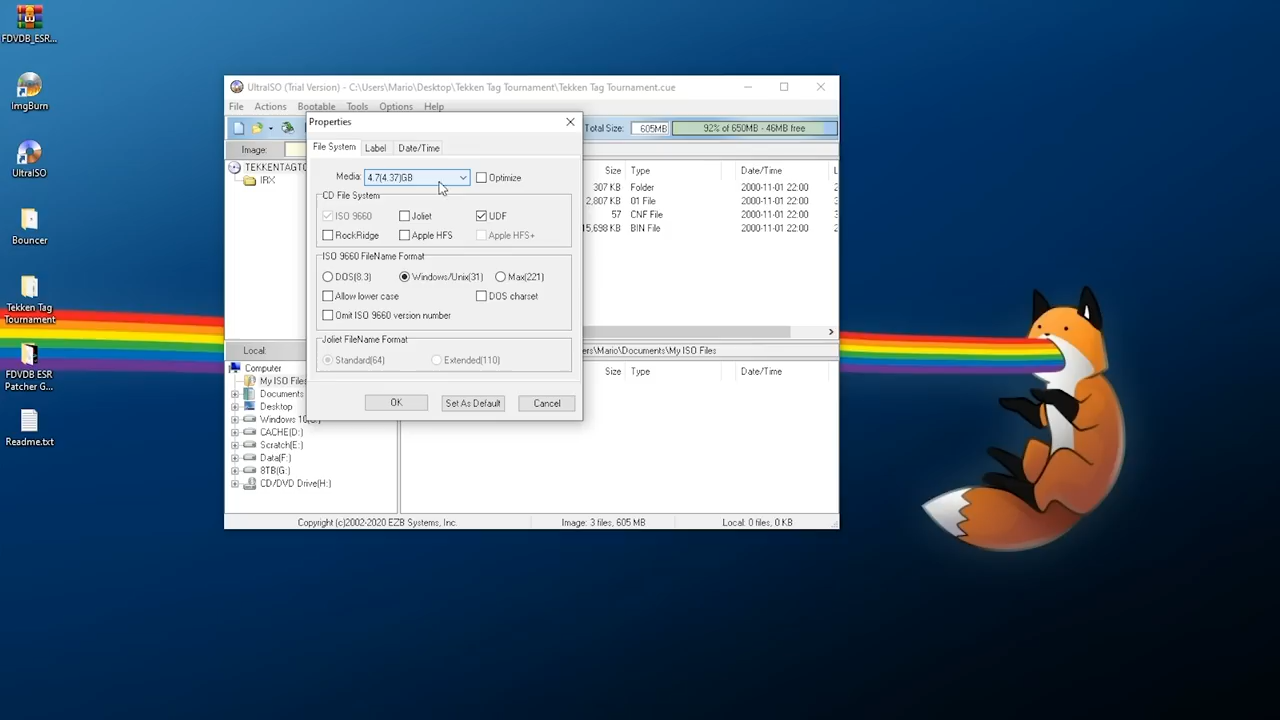 FDVDB_ESR...
ImgBurn
UltraISO
Bouncer
Tekken Tag
Tournament
FDVDB ESR
Patcher G...
Readme.txt
UltraISO (Trial Version) - C:\Users\Mario\Desktop\Tekken Tag Tournament\Tekken Tag Tournament.cue
File Actions Bootable Tools Options Help
Total Size: 605MB 92% of 650MB - 46MB free
Image:
TEKKENTAGTO
IRX
Size Type Date/Time
307 KB Folder 2000-11-01 22:00
2,807 KB 01 File 2000-11-01 22:00
57 CNF File 2000-11-01 22:00
15,698 KB BIN File 2000-11-01 22:00
Properties
File System Label Date/Time
Media: 4.7(4.37)GB Optimize
CD File System
ISO 9660 Joliet UDF
RockRidge Apple HFS Apple HFS+
ISO 9660 FileName Format
DOS(8.3) Windows/Unix(31) Max(221)
Allow lower case DOS charset
Omit ISO 9660 version number
Joliet FileName Format
Standard(64) Extended(110)
OK Set As Default Cancel
Local:
ers\Mario\Documents\My ISO Files
Size Type Date/Time
Computer
My ISO Files
Documents
Desktop
Windows 10(C:)
CACHE(D:)
Scratch(E:)
Data(F:)
8TB(G:)
CD/DVD Drive(H:)
Copyright (c)2002-2020 EZB Systems, Inc. Image: 3 files, 605 MB Local: 0 files, 0 KB